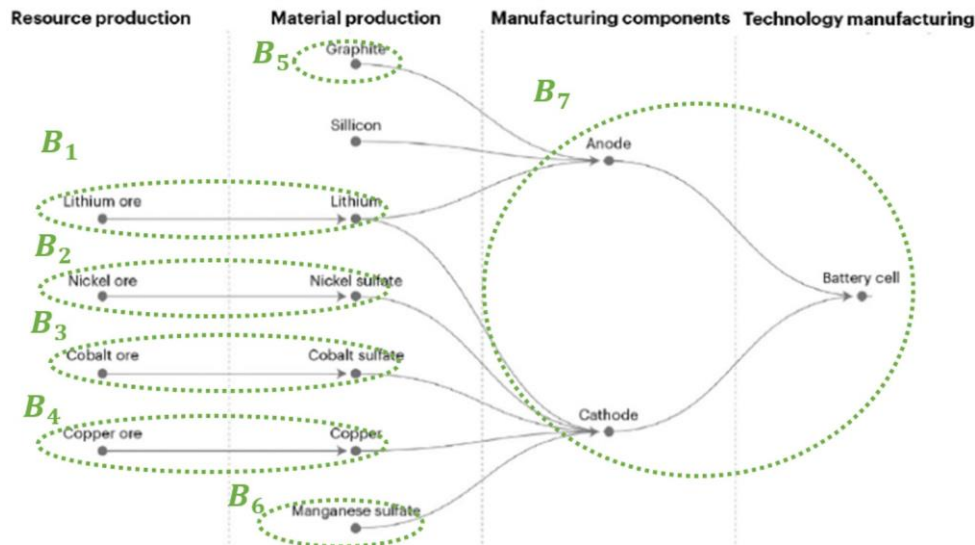 Resource production Material production Manufacturing components Technology manufacturing
B5 Graphite
B7
Sillicon
Anode
B1
Lithium ore Lithium
B2
Nickel ore Nickel sulfate
Battery cell
B3
Cobalt ore Cobalt sulfate
B4
Copper ore Copper
Cathode
B6
Manganese sulfate